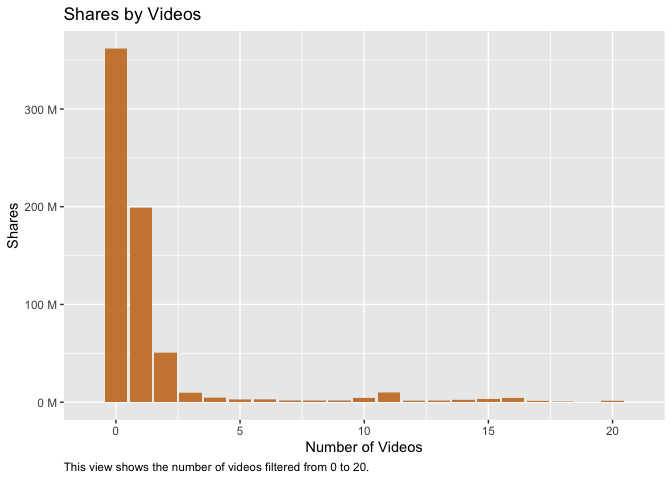 Shares by Videos
Shares
300 M
200 M
100 M
0 M
0 5 10 15 20
Number of Videos
This view shows the number of videos filtered from 0 to 20.